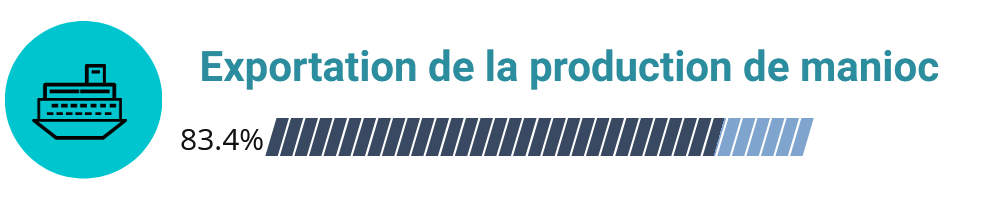 Exportation de la production de manioc
83.4%